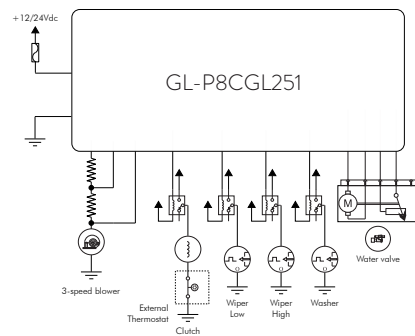 +12/24Vdc
GL-P8CGL251
M
3-speed blower
External
Thermostat
Clutch
Wiper
Low
Wiper
High
Washer
Water valve